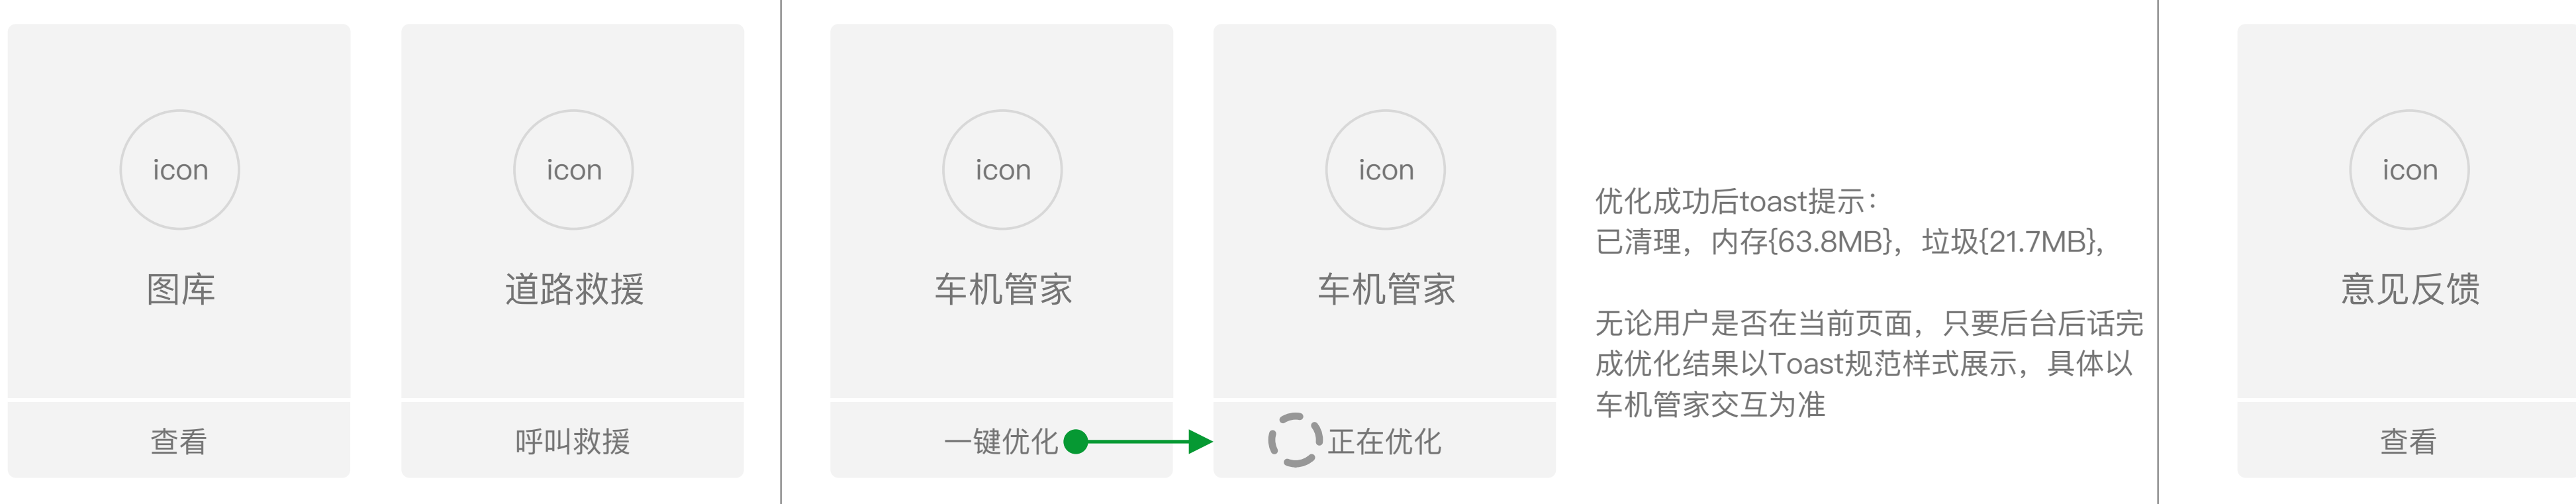 icon
图库
查看
icon
道路救援
呼叫救援
icon
车机管家
一键优化
icon
车机管家
正在优化
优化成功后toast提示：
已清理，内存{63.8MB}，垃圾{21.7MB}，
无论用户是否在当前页面，只要后台后话完
成优化结果以Toast规范样式展示，具体以
车机管家交互为准
icon
意见反馈
查看